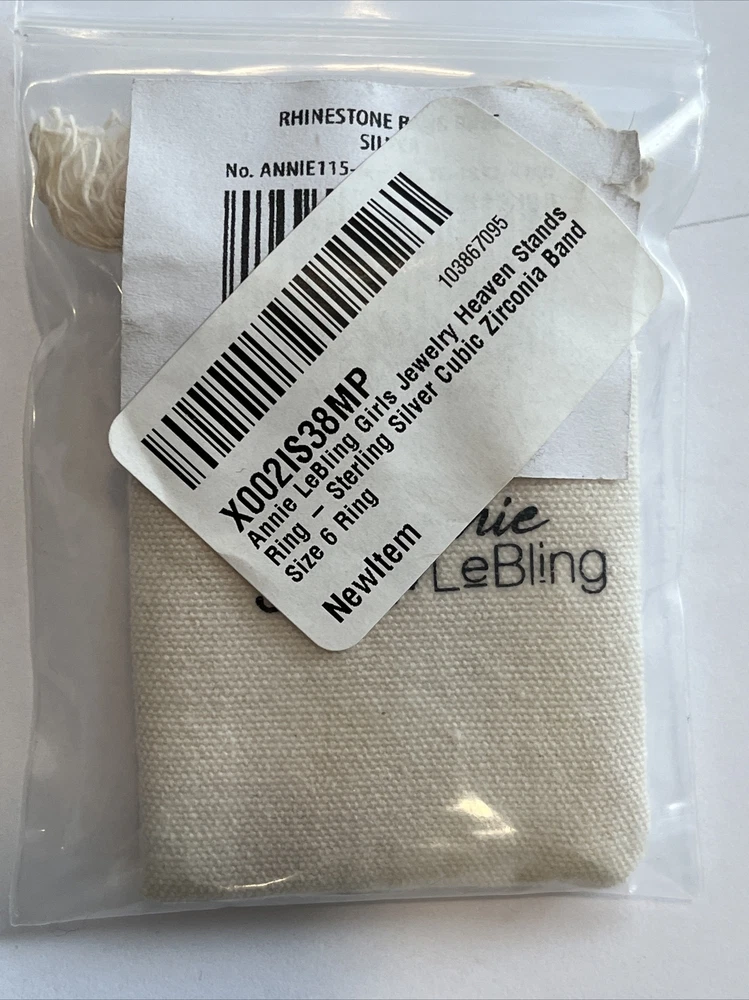 RHINESTONE
No. ANNIE115-
103867095
X002IS38MP
Annie LeBling Girls Jewelry Heaven Stands
Ring – Sterling Silver Cubic Zirconia Band
Size 6 Ring
NewItem
LeBling